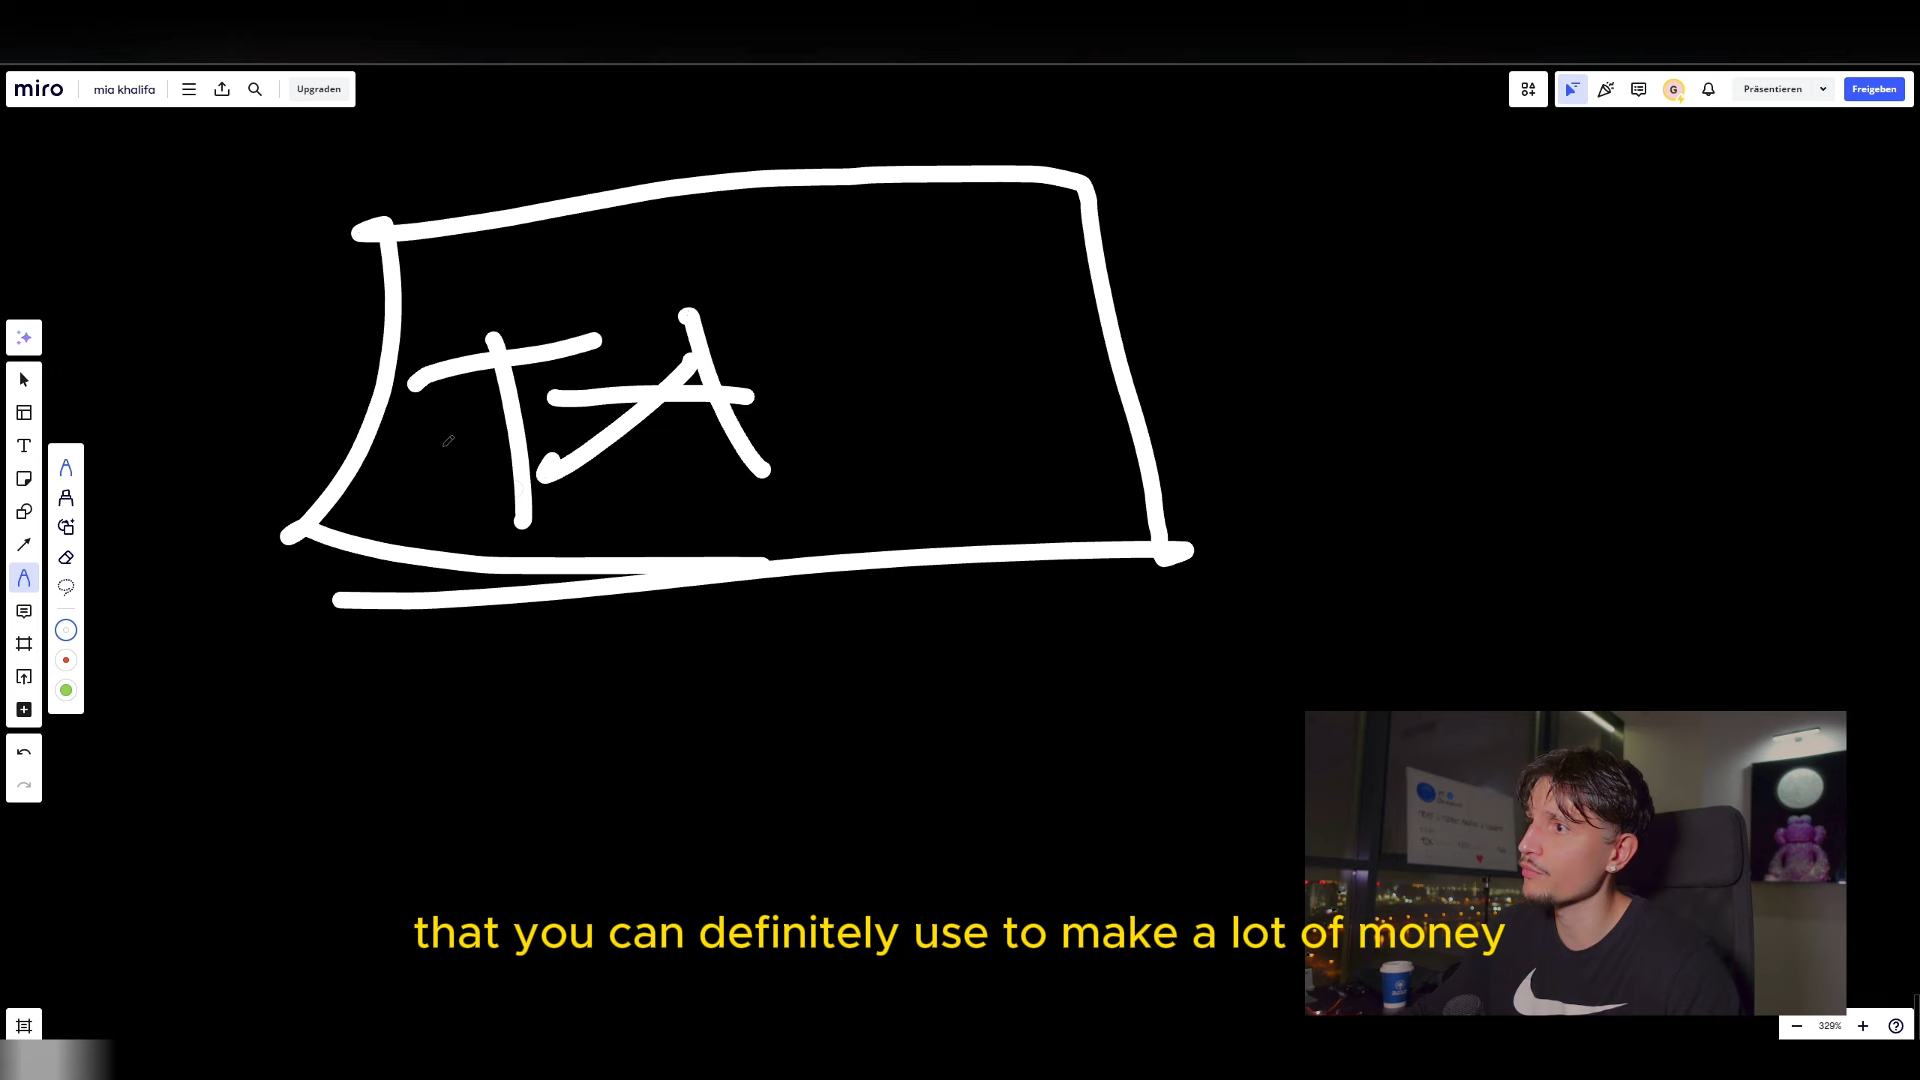 miro mia khalifa Upgraden
G Präsentieren Freigeben
TA
that you can definitely use to make a lot of money
329%